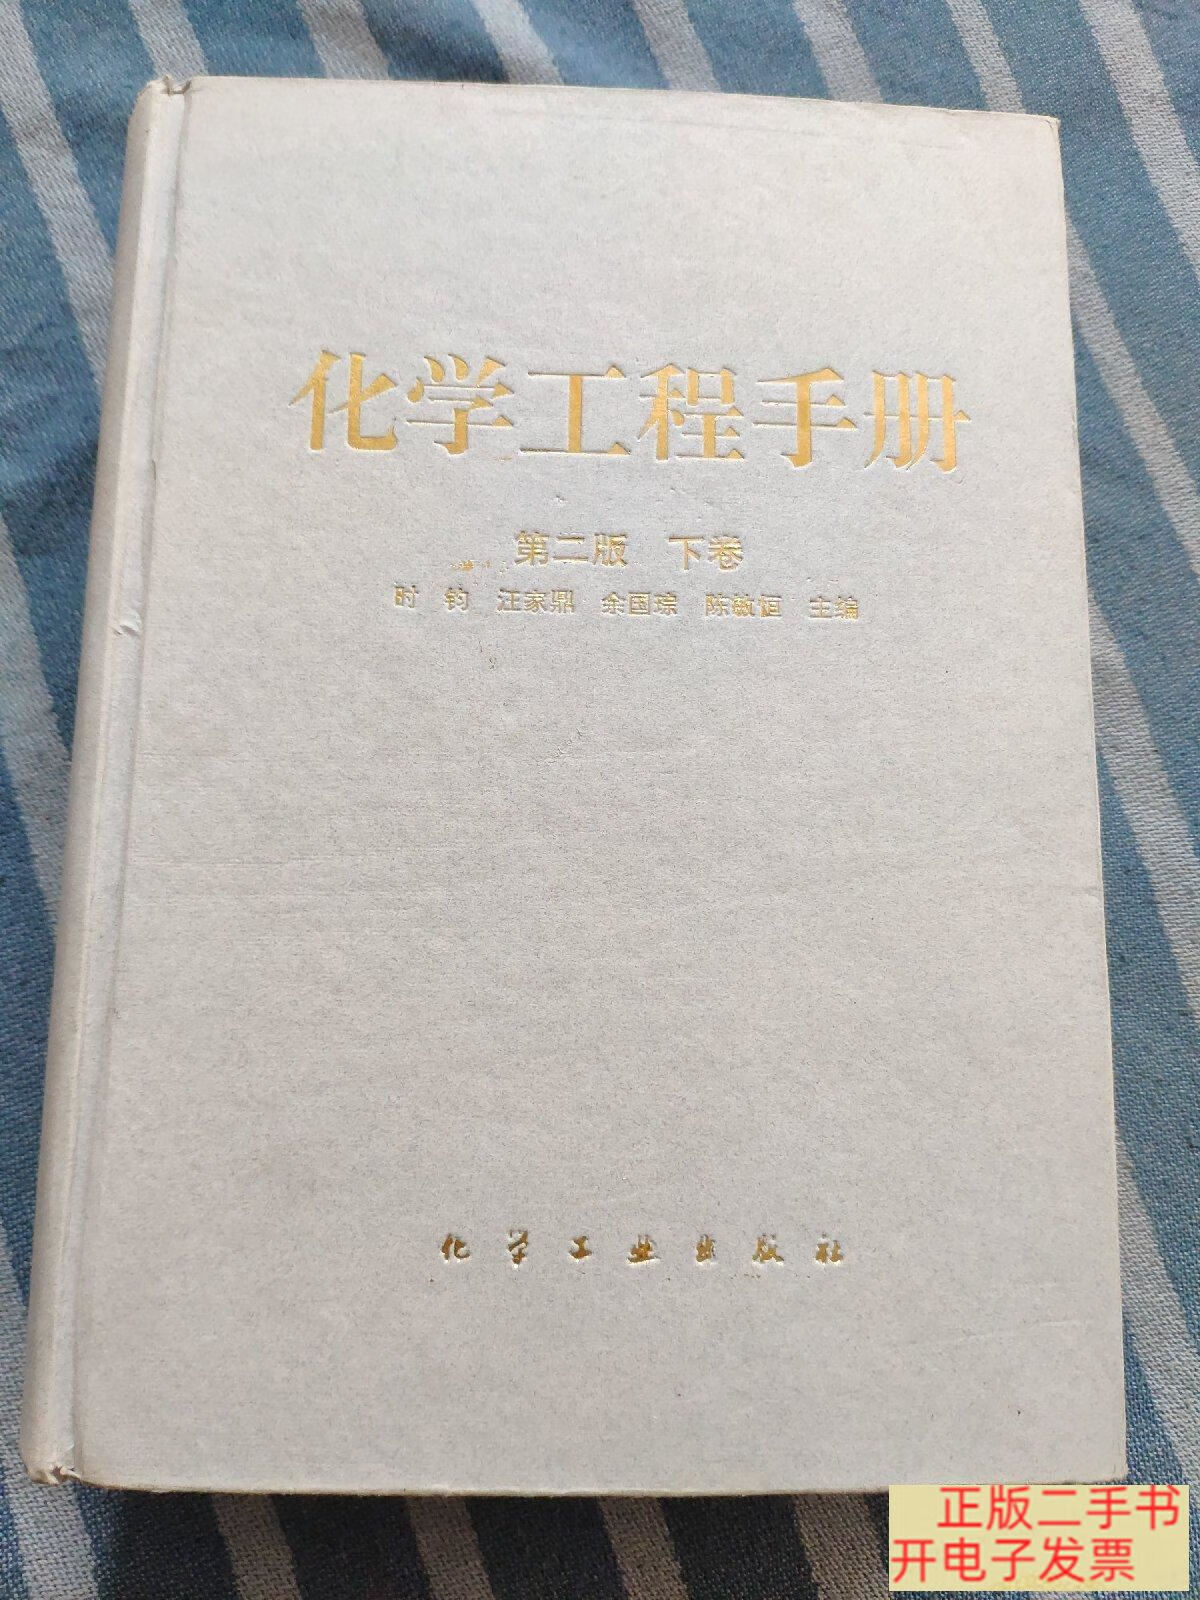 化学工程手册
第二版 下卷
时 钧 汪家鼎 余国琮 陈敏恒 主编
化学工业出版社
正版二手书
开电子发票